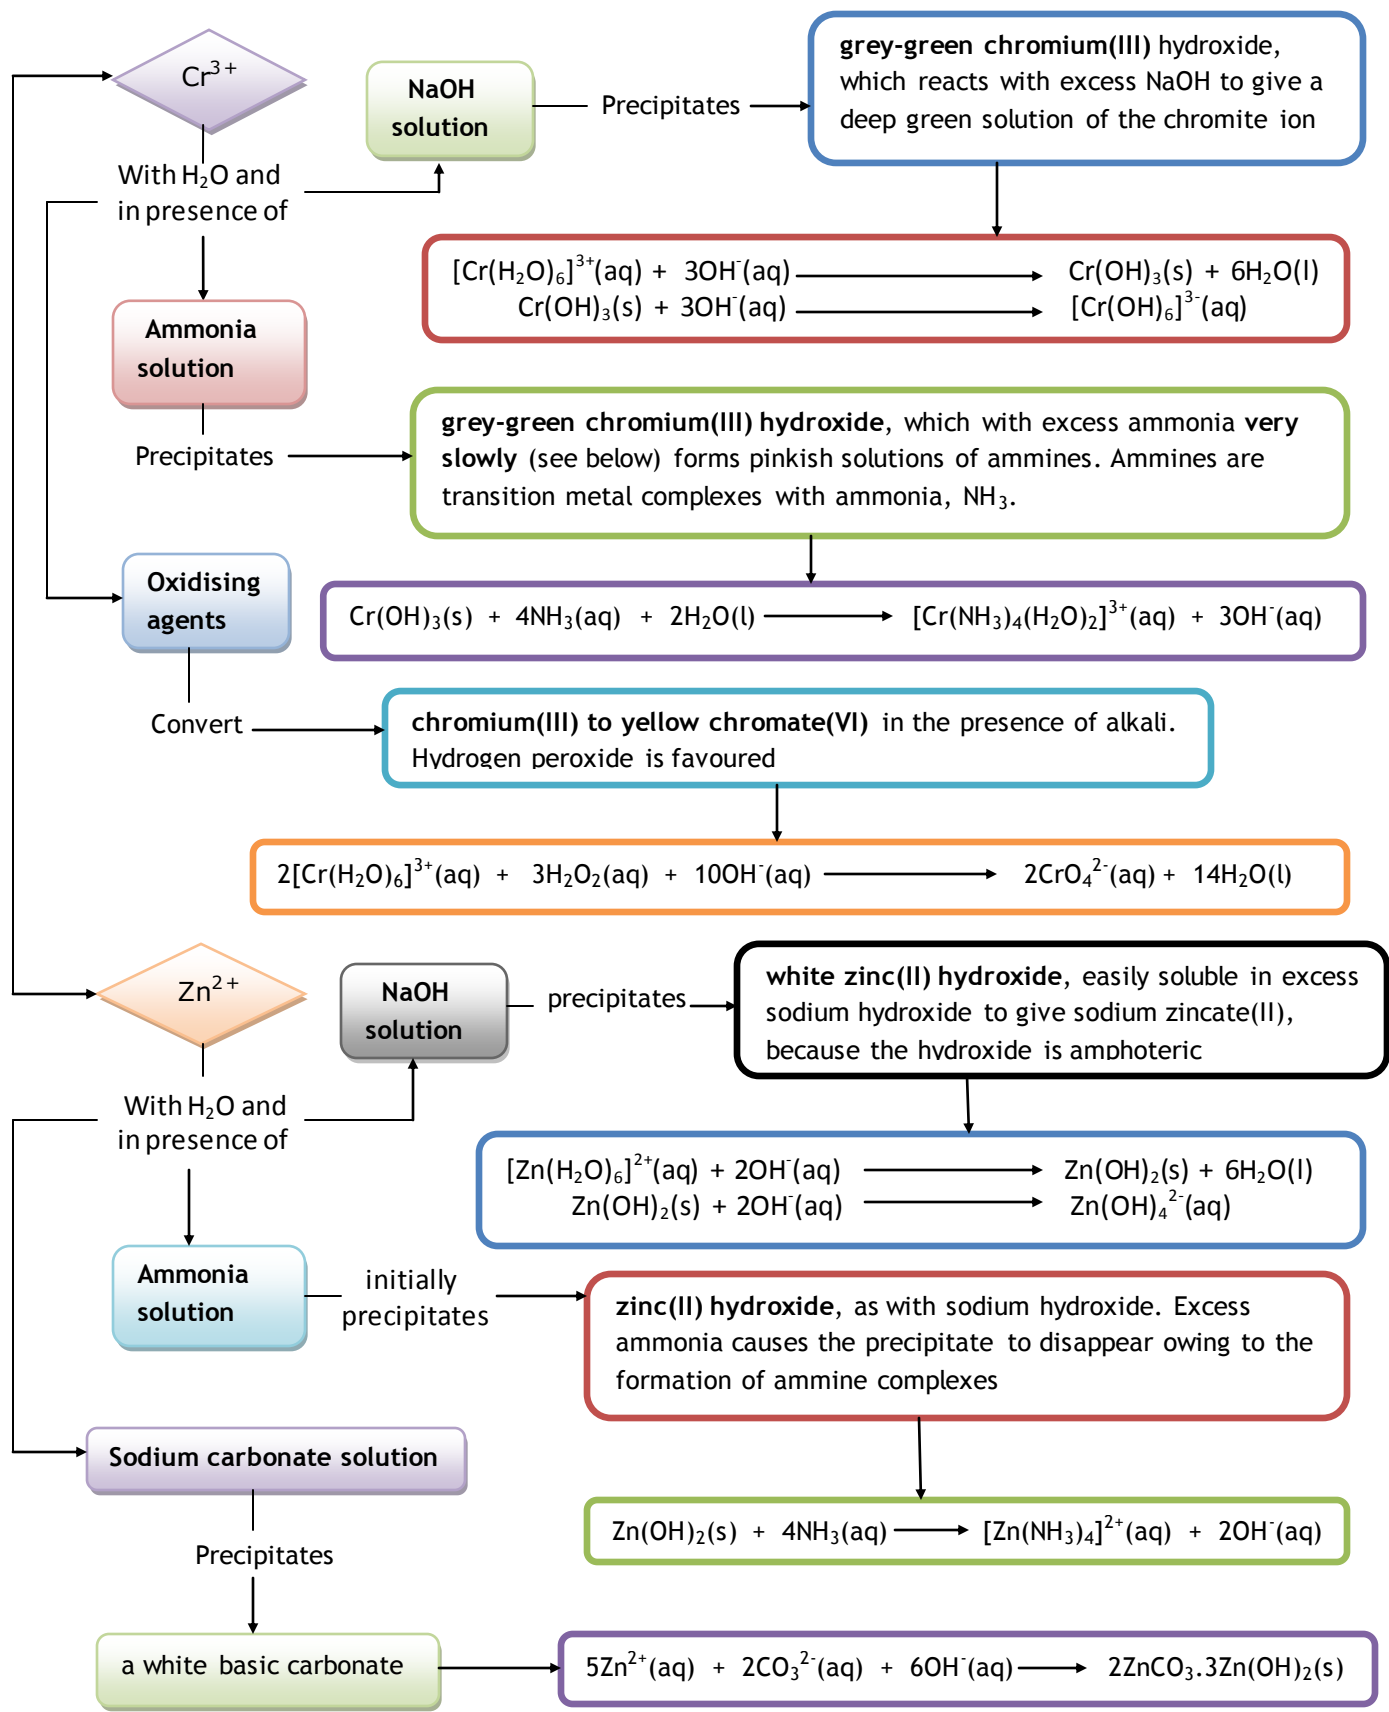 Cr³⁺
NaOH
solution
Precipitates
grey-green chromium(III) hydroxide,
which reacts with excess NaOH to give a
deep green solution of the chromite ion
With H₂O and
in presence of
[Cr(H₂O)₆]³⁺(aq) + 3OH⁻(aq) ⟶ Cr(OH)₃(s) + 6H₂O(l)
Cr(OH)₃(s) + 3OH⁻(aq) ⟶ [Cr(OH)₆]³⁻(aq)
Ammonia
solution
Precipitates
grey-green chromium(III) hydroxide, which with excess ammonia very
slowly (see below) forms pinkish solutions of ammines. Ammines are
transition metal complexes with ammonia, NH₃.
Oxidising
agents
Cr(OH)₃(s) + 4NH₃(aq) + 2H₂O(l) ⟶ [Cr(NH₃)₄(H₂O)₂]³⁺(aq) + 3OH⁻(aq)
Convert
chromium(III) to yellow chromate(VI) in the presence of alkali.
Hydrogen peroxide is favoured
2[Cr(H₂O)₆]³⁺(aq) + 3H₂O₂(aq) + 10OH⁻(aq) ⟶ 2CrO₄²⁻(aq) + 14H₂O(l)
Zn²⁺
NaOH
solution
precipitates
white zinc(II) hydroxide, easily soluble in excess
sodium hydroxide to give sodium zincate(II),
because the hydroxide is amphoteric
With H₂O and
in presence of
[Zn(H₂O)₆]²⁺(aq) + 2OH⁻(aq) ⟶ Zn(OH)₂(s) + 6H₂O(l)
Zn(OH)₂(s) + 2OH⁻(aq) ⟶ Zn(OH)₄²⁻(aq)
Ammonia
solution
initially
precipitates
zinc(II) hydroxide, as with sodium hydroxide. Excess
ammonia causes the precipitate to disappear owing to the
formation of ammine complexes
Sodium carbonate solution
Zn(OH)₂(s) + 4NH₃(aq) ⟶ [Zn(NH₃)₄]²⁺(aq) + 2OH⁻(aq)
Precipitates
a white basic carbonate
5Zn²⁺(aq) + 2CO₃²⁻(aq) + 6OH⁻(aq) ⟶ 2ZnCO₃.3Zn(OH)₂(s)